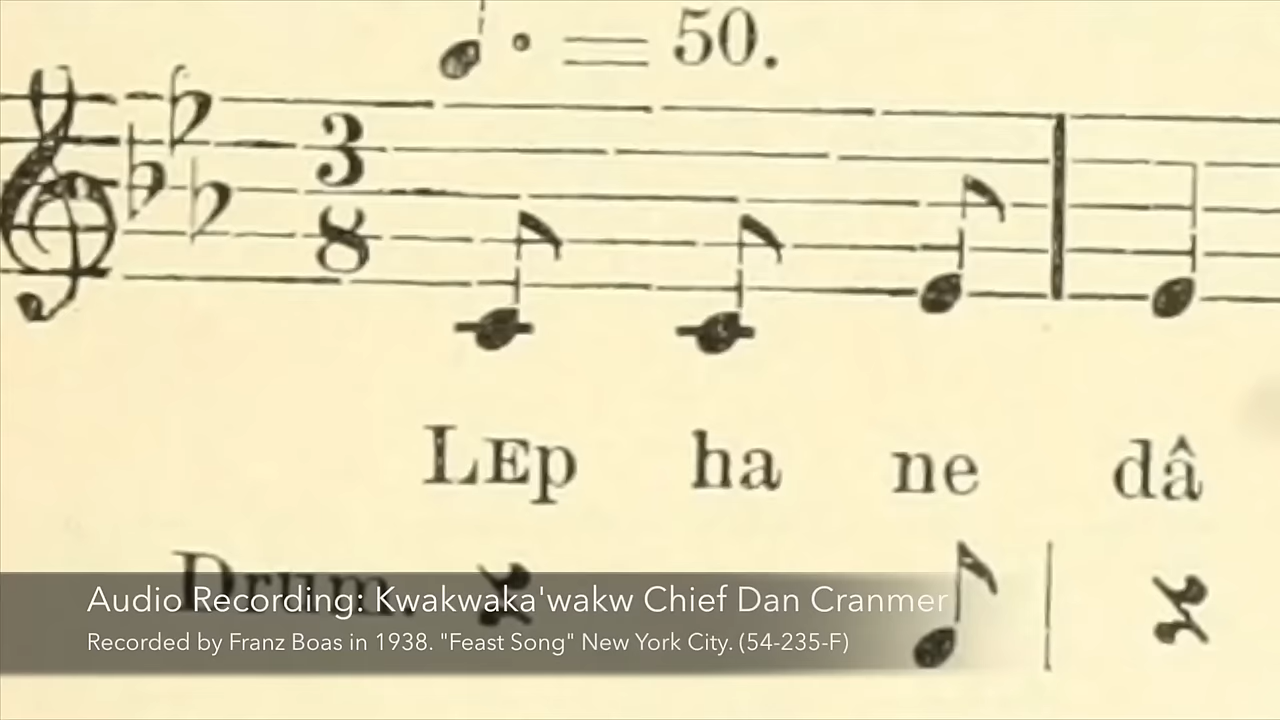 = 50.
3
8
LEp ha ne dâ
Drum.
Audio Recording: Kwakwaka'wakw Chief Dan Cranmer
Recorded by Franz Boas in 1938. "Feast Song" New York City. (54-235-F)